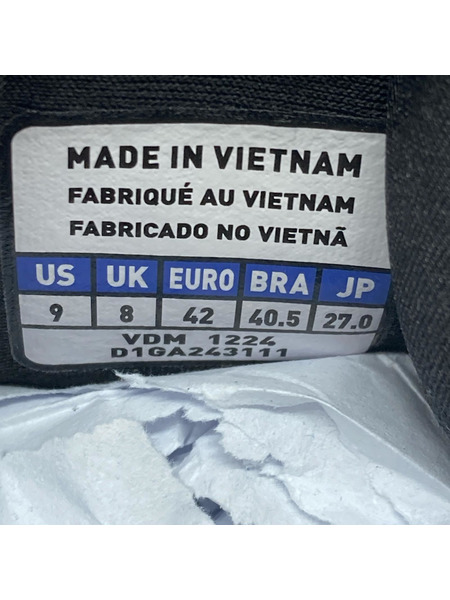 MADE IN VIETNAM
FABRIQUÉ AU VIETNAM
FABRICADO NO VIETNÃ
US UK EURO BRA JP
9 8 42 40.5 27.0
VDM 1224
D1GA243111